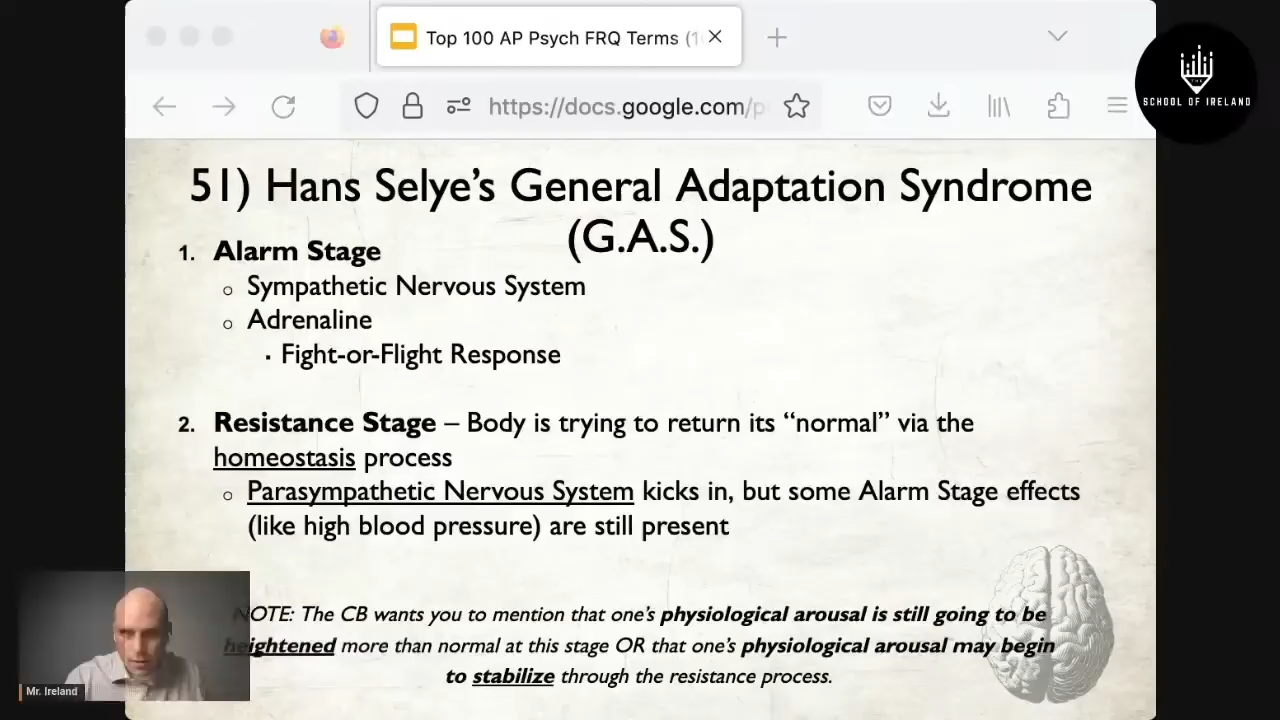 Top 100 AP Psych FRQ Terms (1
https://docs.google.com/p
THE
SCHOOL OF IRELAND
51) Hans Selye's General Adaptation Syndrome
(G.A.S.)
1. Alarm Stage
○ Sympathetic Nervous System
○ Adrenaline
▪ Fight-or-Flight Response
2. Resistance Stage – Body is trying to return its “normal” via the
homeostasis process
○ Parasympathetic Nervous System kicks in, but some Alarm Stage effects
(like high blood pressure) are still present
NOTE: The CB wants you to mention that one's physiological arousal is still going to be
heightened more than normal at this stage OR that one's physiological arousal may begin
to stabilize through the resistance process.
Mr. Ireland